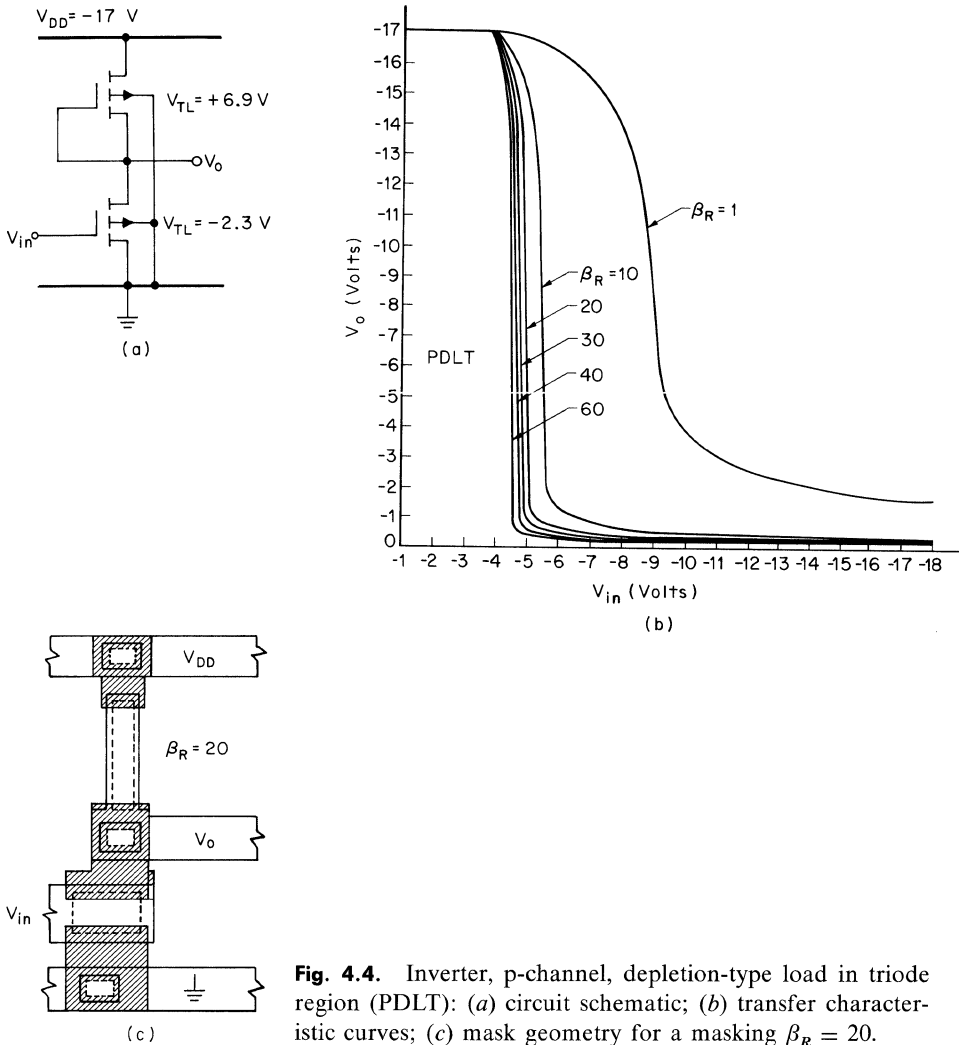 V_DD = -17 V
V_TL = +6.9 V
V_o
V_TL = -2.3 V
V_in
(a)
-17
-16
-15
-14
-13
-12
-11
-10
-9
-8
-7
-6
-5
-4
-3
-2
-1
0
V_o (Volts)
PDLT
β_R = 1
β_R = 10
20
30
40
60
-1 -2 -3 -4 -5 -6 -7 -8 -9 -10 -11 -12 -13 -14 -15 -16 -17 -18
V_in (Volts)
(b)
V_DD
β_R = 20
V_o
V_in
(c)
Fig. 4.4. Inverter, p-channel, depletion-type load in triode
region (PDLT): (a) circuit schematic; (b) transfer character-
istic curves; (c) mask geometry for a masking β_R = 20.